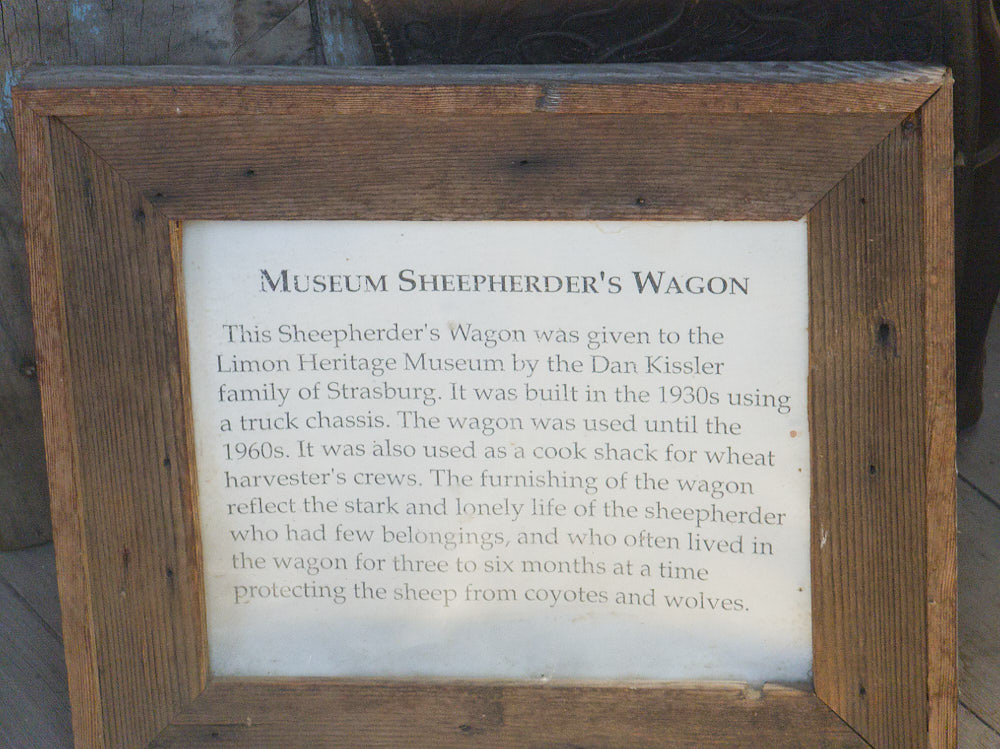 Museum Sheepherder's Wagon
This Sheepherder's Wagon was given to the
Limon Heritage Museum by the Dan Kissler
family of Strasburg. It was built in the 1930s using
a truck chassis. The wagon was used until the
1960s. It was also used as a cook shack for wheat
harvester's crews. The furnishing of the wagon
reflect the stark and lonely life of the sheepherder
who had few belongings, and who often lived in
the wagon for three to six months at a time
protecting the sheep from coyotes and wolves.